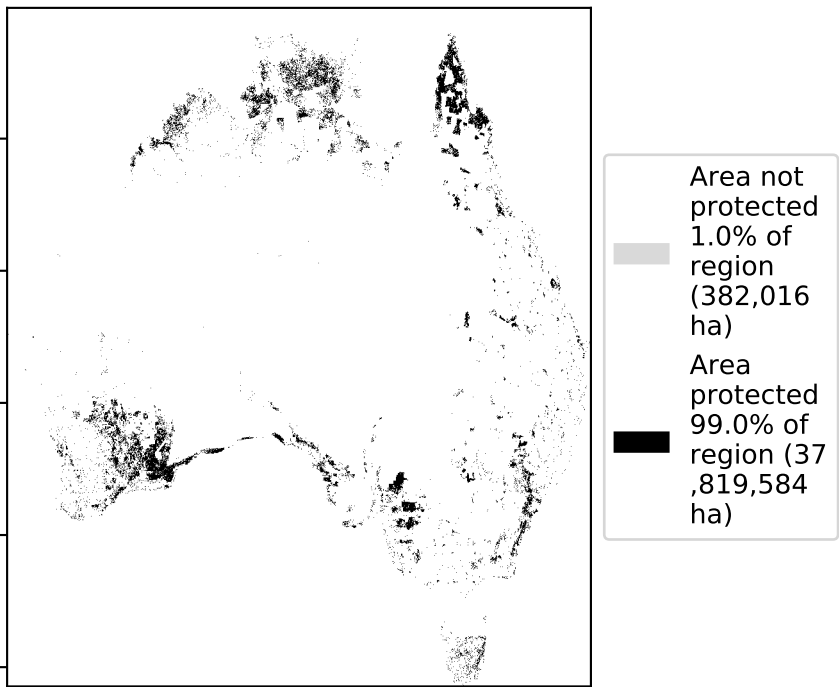 Area not
protected
1.0% of
region
(382,016
ha)
Area
protected
99.0% of
region (37
,819,584
ha)